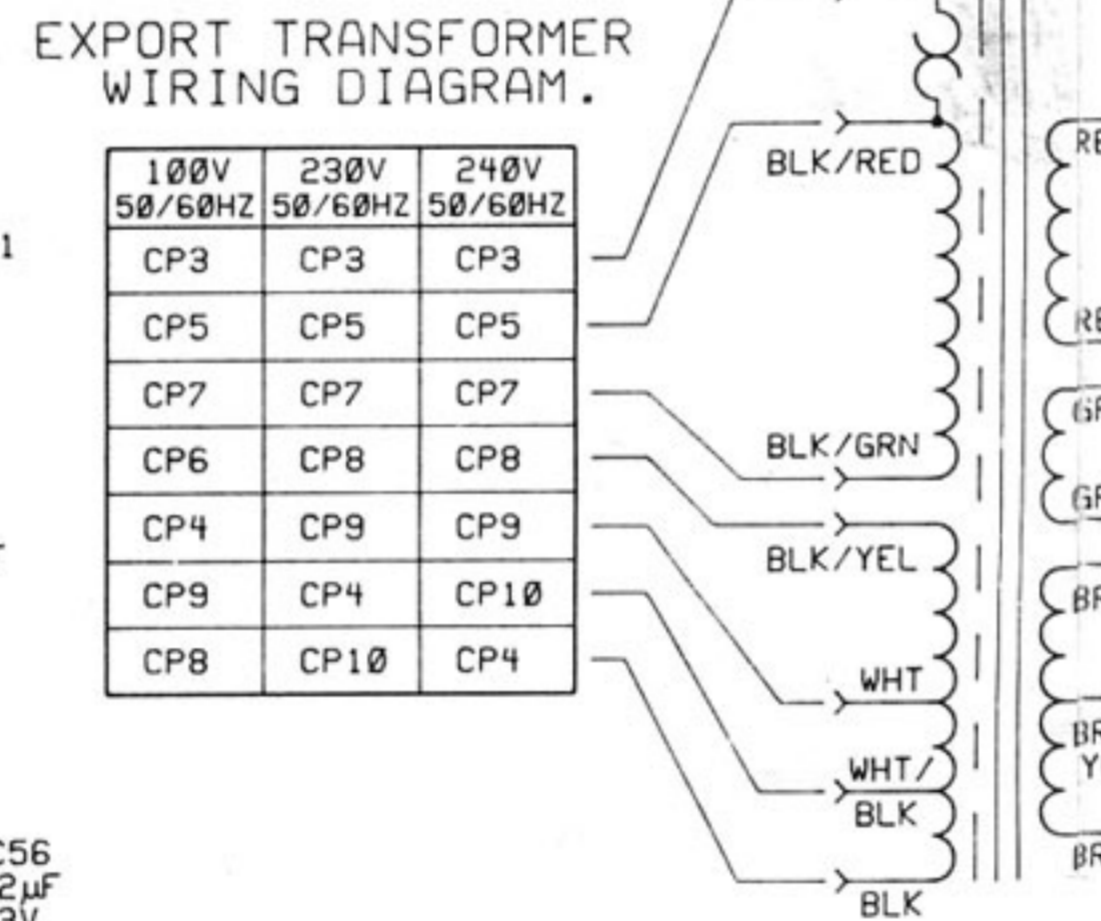 EXPORT TRANSFORMER
WIRING DIAGRAM.
100V 230V 240V
50/60HZ 50/60HZ 50/60HZ
CP3 CP3 CP3
CP5 CP5 CP5
CP7 CP7 CP7
CP6 CP8 CP8
CP4 CP9 CP9
CP9 CP4 CP10
CP8 CP10 CP4
BLK/RED
BLK/GRN
BLK/YEL
WHT
WHT/
BLK
BLK
1
C56